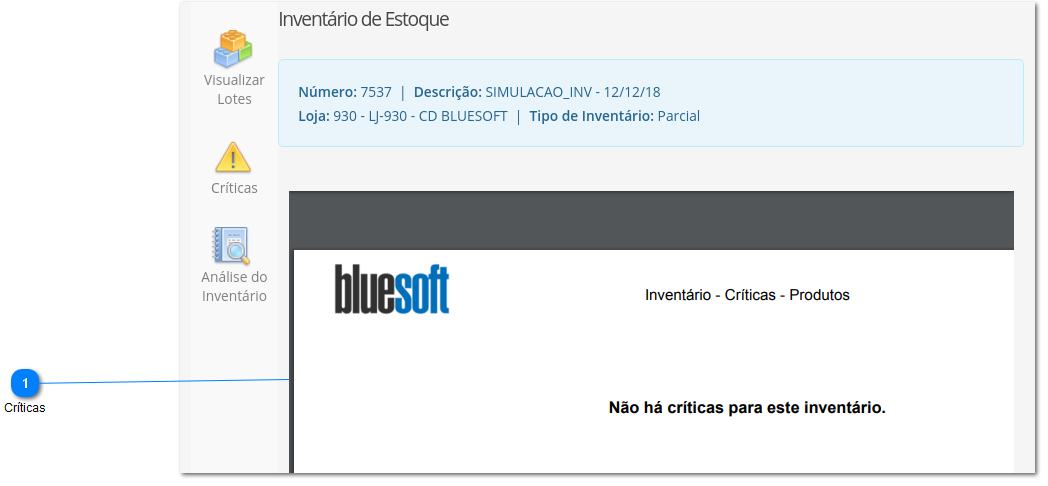 Inventário de Estoque
Visualizar
Lotes
Críticas
Análise do
Inventário
Número: 7537 | Descrição: SIMULACAO_INV - 12/12/18
Loja: 930 - LJ-930 - CD BLUESOFT | Tipo de Inventário: Parcial
bluesoft
Inventário - Críticas - Produtos
Não há críticas para este inventário.
1
Críticas